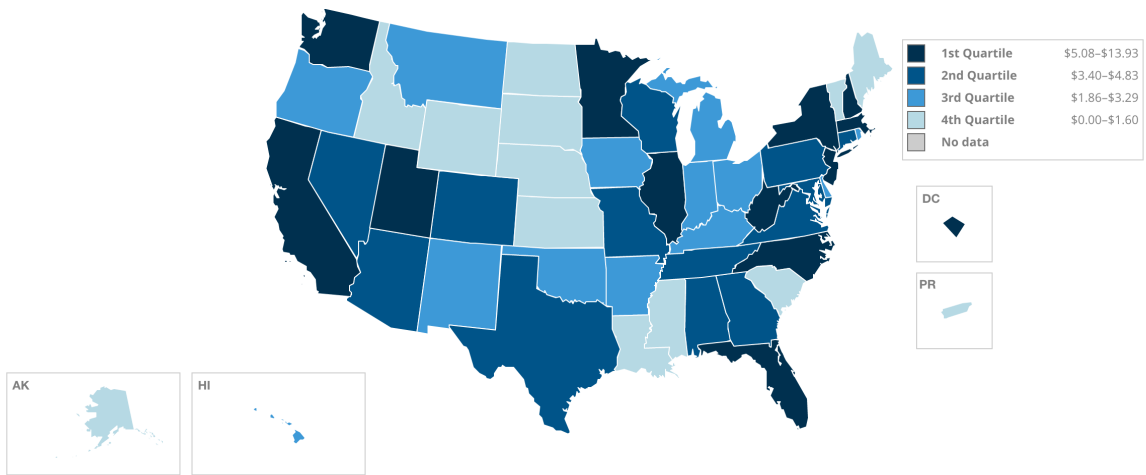 1st Quartile $5.08–$13.93
2nd Quartile $3.40–$4.83
3rd Quartile $1.86–$3.29
4th Quartile $0.00–$1.60
No data
DC
PR
AK
HI